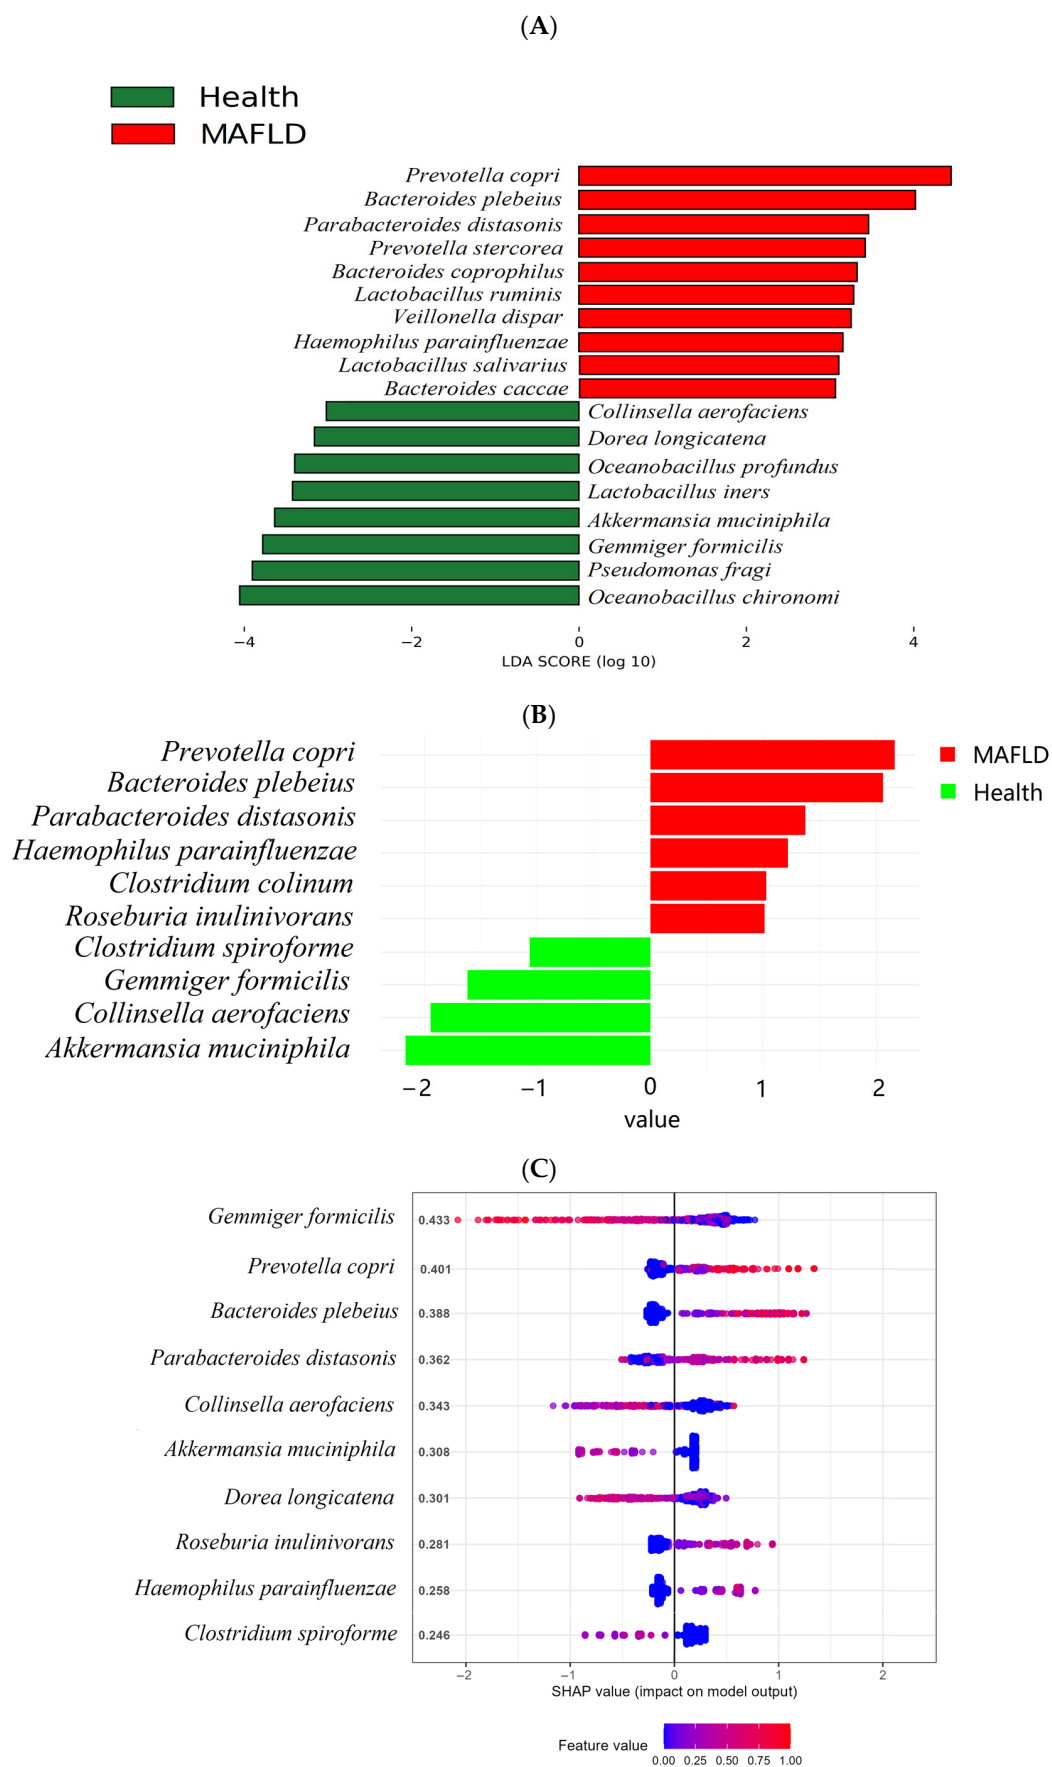 (A)
Health
MAFLD
Prevotella copri
Bacteroides plebeius
Parabacteroides distasonis
Prevotella stercorea
Bacteroides coprophilus
Lactobacillus ruminis
Veillonella dispar
Haemophilus parainfluenzae
Lactobacillus salivarius
Bacteroides caccae
Collinsella aerofaciens
Dorea longicatena
Oceanobacillus profundus
Lactobacillus iners
Akkermansia muciniphila
Gemmiger formicilis
Pseudomonas fragi
Oceanobacillus chironomi
−4 −2 0 2 4
LDA SCORE (log 10)
(B)
Prevotella copri
Bacteroides plebeius
Parabacteroides distasonis
Haemophilus parainfluenzae
Clostridium colinum
Roseburia inulinivorans
Clostridium spiroforme
Gemmiger formicilis
Collinsella aerofaciens
Akkermansia muciniphila
MAFLD
Health
−2 −1 0 1 2
value
(C)
Gemmiger formicilis 0.433
Prevotella copri 0.401
Bacteroides plebeius 0.388
Parabacteroides distasonis 0.362
Collinsella aerofaciens 0.343
Akkermansia muciniphila 0.308
Dorea longicatena 0.301
Roseburia inulinivorans 0.281
Haemophilus parainfluenzae 0.258
Clostridium spiroforme 0.246
−2 −1 0 1 2
SHAP value (impact on model output)
Feature value
0.00 0.25 0.50 0.75 1.00